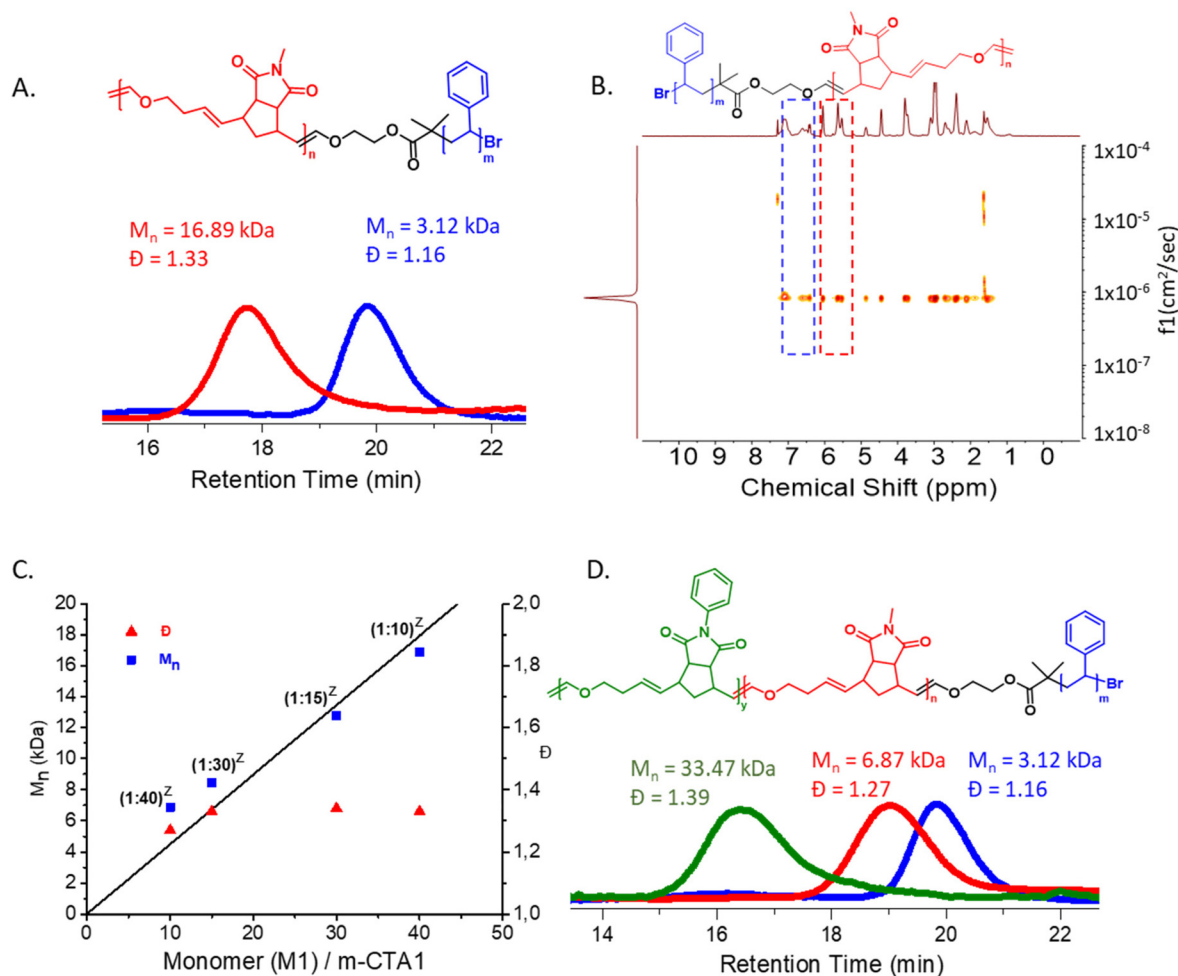 A.
O
N
O
O
n
O
O
O
m
Br
Mn = 16.89 kDa
Đ = 1.33
Mn = 3.12 kDa
Đ = 1.16
16 18 20 22
Retention Time (min)
B.
Br
m
O
O
O
O
N
O
O
n
1x10-4
1x10-5
1x10-6
1x10-7
1x10-8
f1(cm2/sec)
10 9 8 7 6 5 4 3 2 1 0
Chemical Shift (ppm)
C.
20
18
16
14
12
10
8
6
4
2
0
Mn (kDa)
Đ
Mn
(1:40)Z
(1:30)Z
(1:15)Z
(1:10)Z
2,0
1,8
1,6
1,4
1,2
1,0
Đ
0 10 20 30 40 50
Monomer (M1) / m-CTA1
D.
O
N
O
O
y
O
N
O
O
n
O
O
O
m
Br
Mn = 33.47 kDa
Đ = 1.39
Mn = 6.87 kDa
Đ = 1.27
Mn = 3.12 kDa
Đ = 1.16
14 16 18 20 22
Retention Time (min)